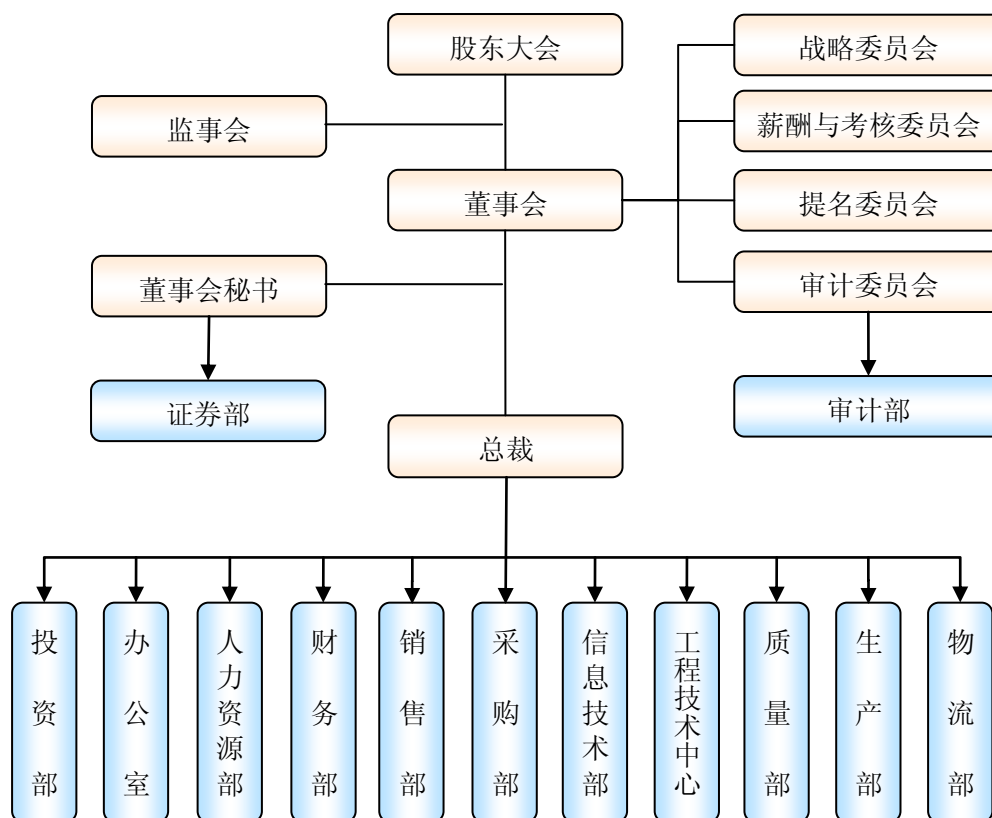 股东大会
战略委员会
监事会
薪酬与考核委员会
董事会
提名委员会
董事会秘书
审计委员会
证券部
审计部
总裁
投资部
办公室
人力资源部
财务部
销售部
采购部
信息技术部
工程技术中心
质量部
生产部
物流部